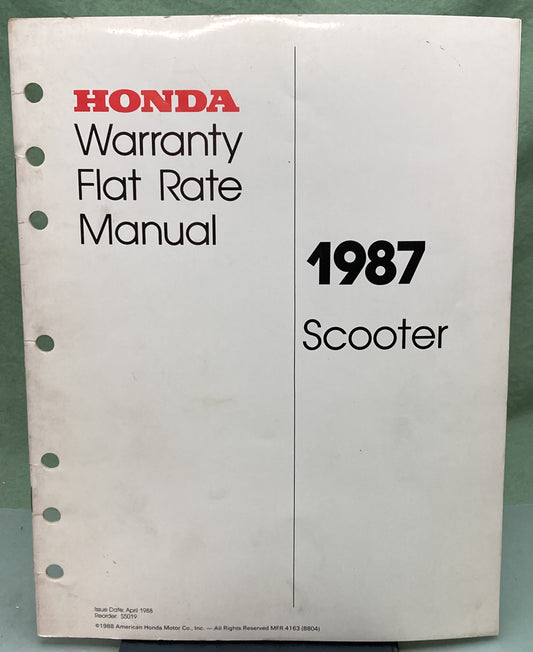 HONDA
Warranty
Flat Rate
Manual
1987
Scooter
Issue Date: April 1988
Reorder: S5019
©1988 American Honda Motor Co., Inc. — All Rights Reserved MFR 4163 (8804)